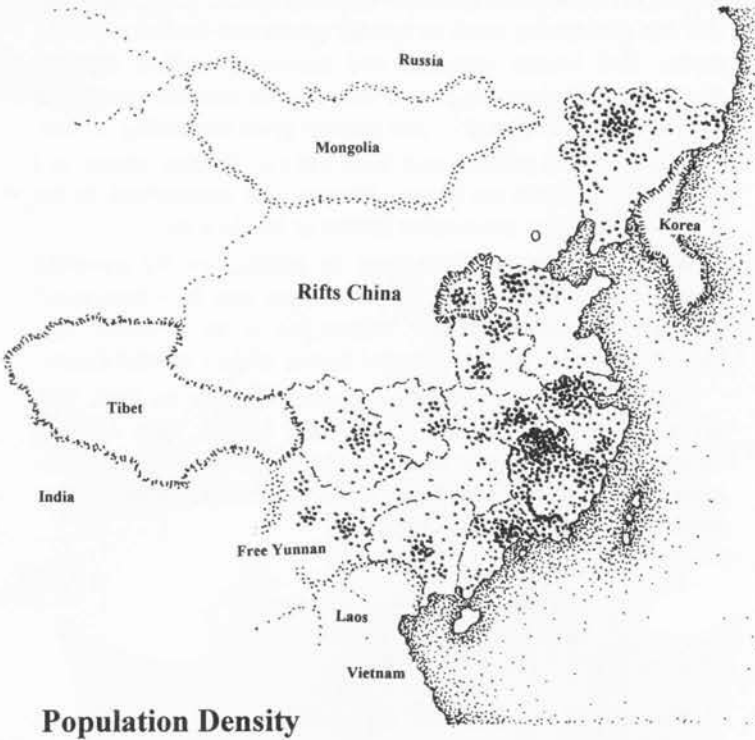 Russia
Mongolia
Korea
Rifts China
Tibet
India
Free Yunnan
Laos
Vietnam
Population Density